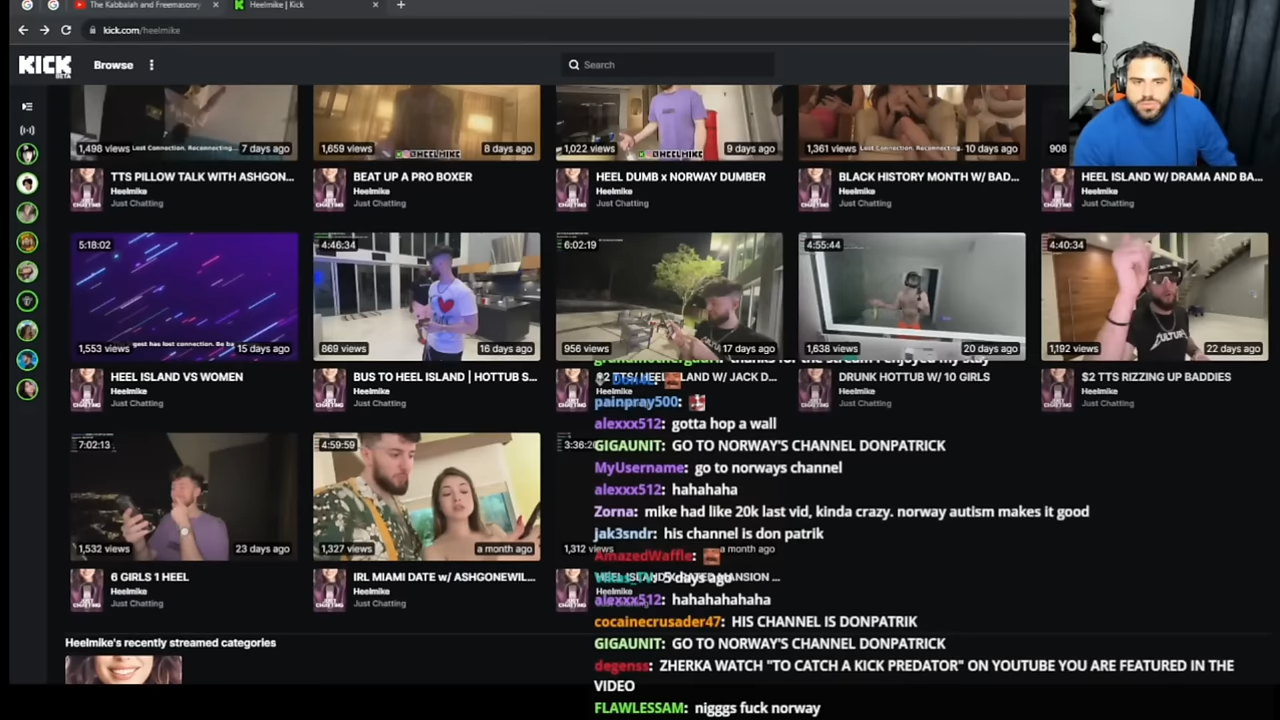 The Kabbalah and Freemasonry
Heelmike | Kick
kick.com/heelmike
KICK
BETA
Browse
Search
1,498 views
Lost Connection, Reconnecting...
7 days ago
1,659 views
@HEELMIKE
8 days ago
1,022 views
@HEELMIKE
9 days ago
1,361 views
Lost Connection, Reconnecting...
10 days ago
908
TTS PILLOW TALK WITH ASHGON...
Heelmike
Just Chatting
BEAT UP A PRO BOXER
Heelmike
Just Chatting
HEEL DUMB x NORWAY DUMBER
Heelmike
Just Chatting
BLACK HISTORY MONTH W/ BAD...
Heelmike
Just Chatting
HEEL ISLAND W/ DRAMA AND BA...
Heelmike
Just Chatting
5:18:02
1,553 views
gest has lost connection. Be ba
15 days ago
4:46:34
869 views
16 days ago
6:02:19
956 views
17 days ago
4:55:44
1,638 views
20 days ago
4:40:34
1,192 views
22 days ago
HEEL ISLAND VS WOMEN
Heelmike
Just Chatting
BUS TO HEEL ISLAND | HOTTUB S...
Heelmike
Just Chatting
$2 TTS/ HEEL ISLAND W/ JACK D...
Heelmike
DRUNK HOTTUB W/ 10 GIRLS
Heelmike
Just Chatting
$2 TTS RIZZING UP BADDIES
Heelmike
Just Chatting
7:02:13
1,532 views
23 days ago
4:59:59
1,327 views
a month ago
3:36:20
1,312 views
a month ago
6 GIRLS 1 HEEL
Heelmike
Just Chatting
IRL MIAMI DATE w/ ASHGONEWIL...
Heelmike
Just Chatting
Heelmike
Heelmike's recently streamed categories
thanks for the stream i enjoyed my stay
painpray500:
alexxx512: gotta hop a wall
GIGAUNIT: GO TO NORWAY'S CHANNEL DONPATRICK
MyUsername: go to norways channel
alexxx512: hahahaha
Zorna: mike had like 20k last vid, kinda crazy. norway autism makes it good
jak3sndr: his channel is don patrik
AmazedWaffle:
5 days ago
alexxx512: hahahahahaha
cocainecrusader47: HIS CHANNEL IS DONPATRIK
GIGAUNIT: GO TO NORWAY'S CHANNEL DONPATRICK
degenss: ZHERKA WATCH "TO CATCH A KICK PREDATOR" ON YOUTUBE YOU ARE FEATURED IN THE
VIDEO
FLAWLESSAM: nigggs fuck norway